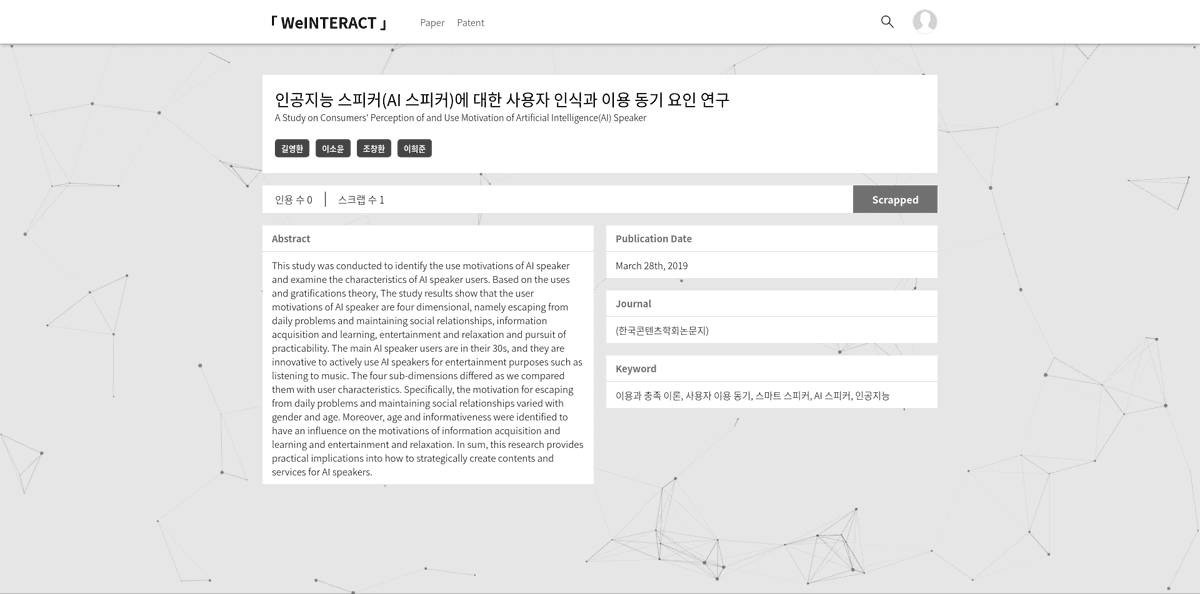 「 WeINTERACT 」
Paper Patent
인공지능 스피커(AI 스피커)에 대한 사용자 인식과 이용 동기 요인 연구
A Study on Consumers' Perception of and Use Motivation of Artificial Intelligence(AI) Speaker
길영환 이소윤 조창환 이희준
인용 수 0 스크랩 수 1 Scrapped
Abstract
This study was conducted to identify the use motivations of AI speaker
and examine the characteristics of AI speaker users. Based on the uses
and gratifications theory, The study results show that the user
motivations of AI speaker are four dimensional, namely escaping from
daily problems and maintaining social relationships, information
acquisition and learning, entertainment and relaxation and pursuit of
practicability. The main AI speaker users are in their 30s, and they are
innovative to actively use AI speakers for entertainment purposes such as
listening to music. The four sub-dimensions differed as we compared
them with user characteristics. Specifically, the motivation for escaping
from daily problems and maintaining social relationships varied with
gender and age. Moreover, age and informativeness were identified to
have an influence on the motivations of information acquisition and
learning and entertainment and relaxation. In sum, this research provides
practical implications into how to strategically create contents and
services for AI speakers.
Publication Date
March 28th, 2019
Journal
(한국콘텐츠학회논문지)
Keyword
이용과 충족 이론, 사용자 이용 동기, 스마트 스피커, AI 스피커, 인공지능